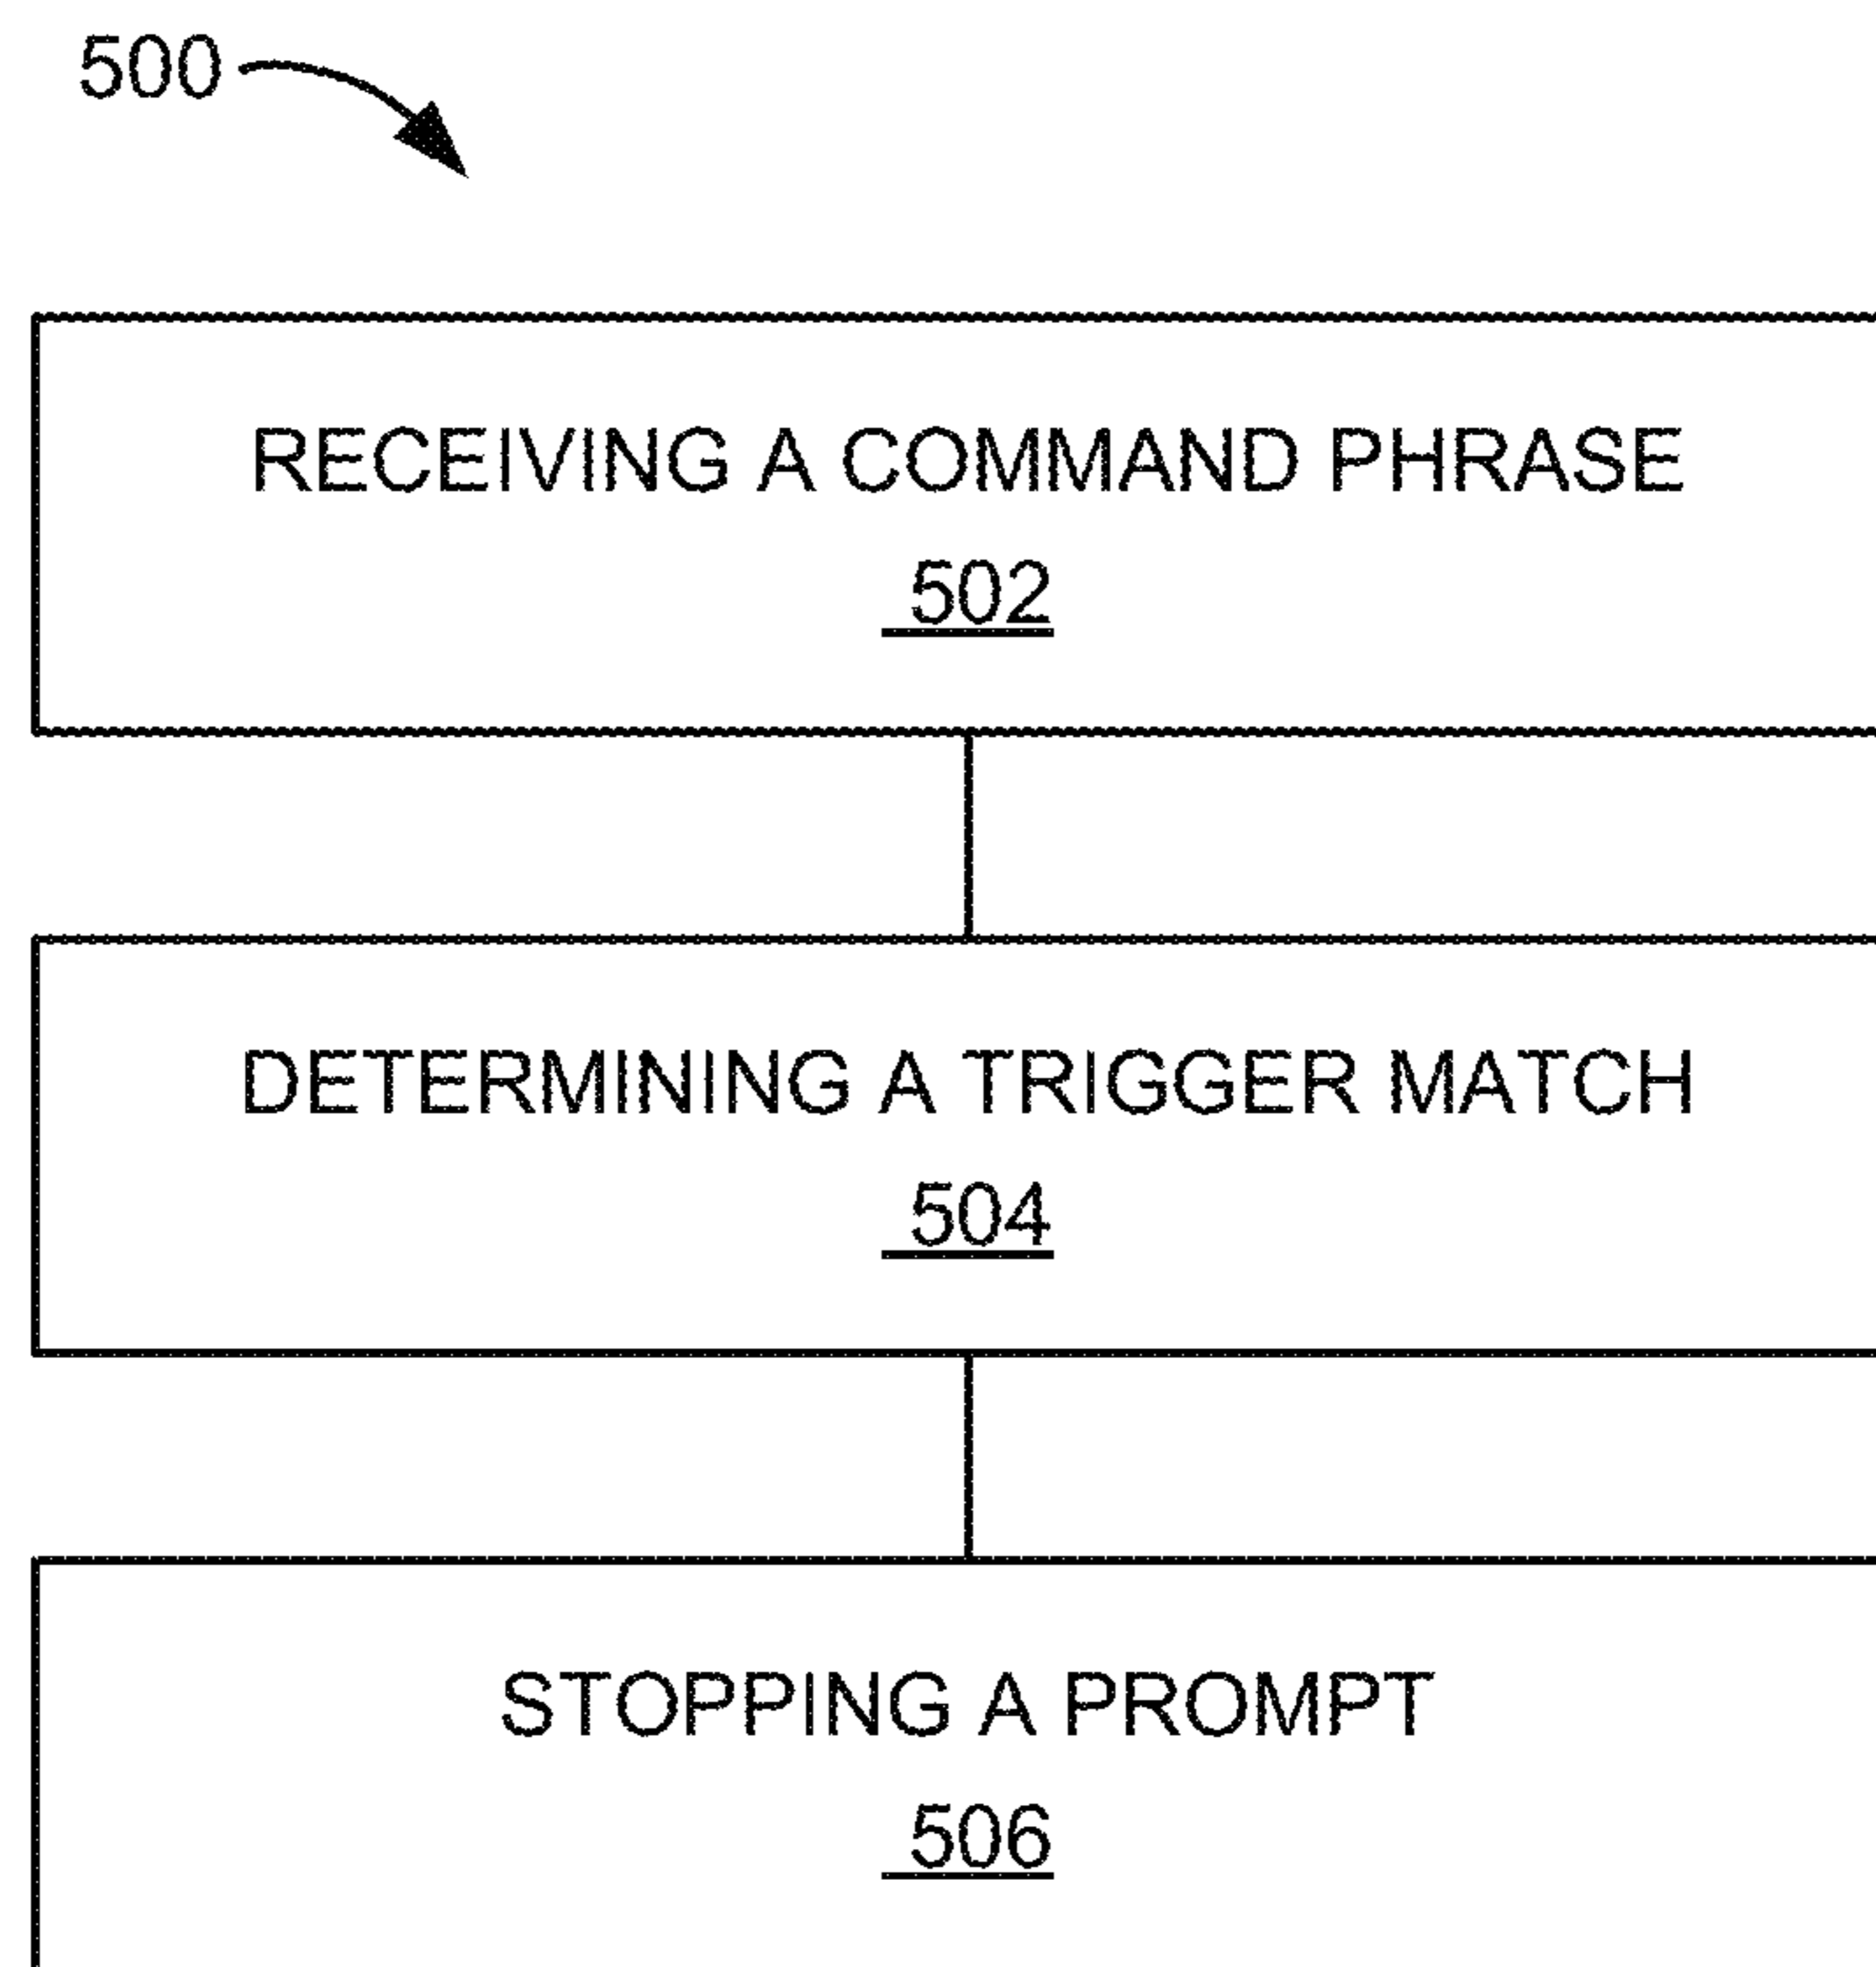 500
RECEIVING A COMMAND PHRASE
502
DETERMINING A TRIGGER MATCH
504
STOPPING A PROMPT
506